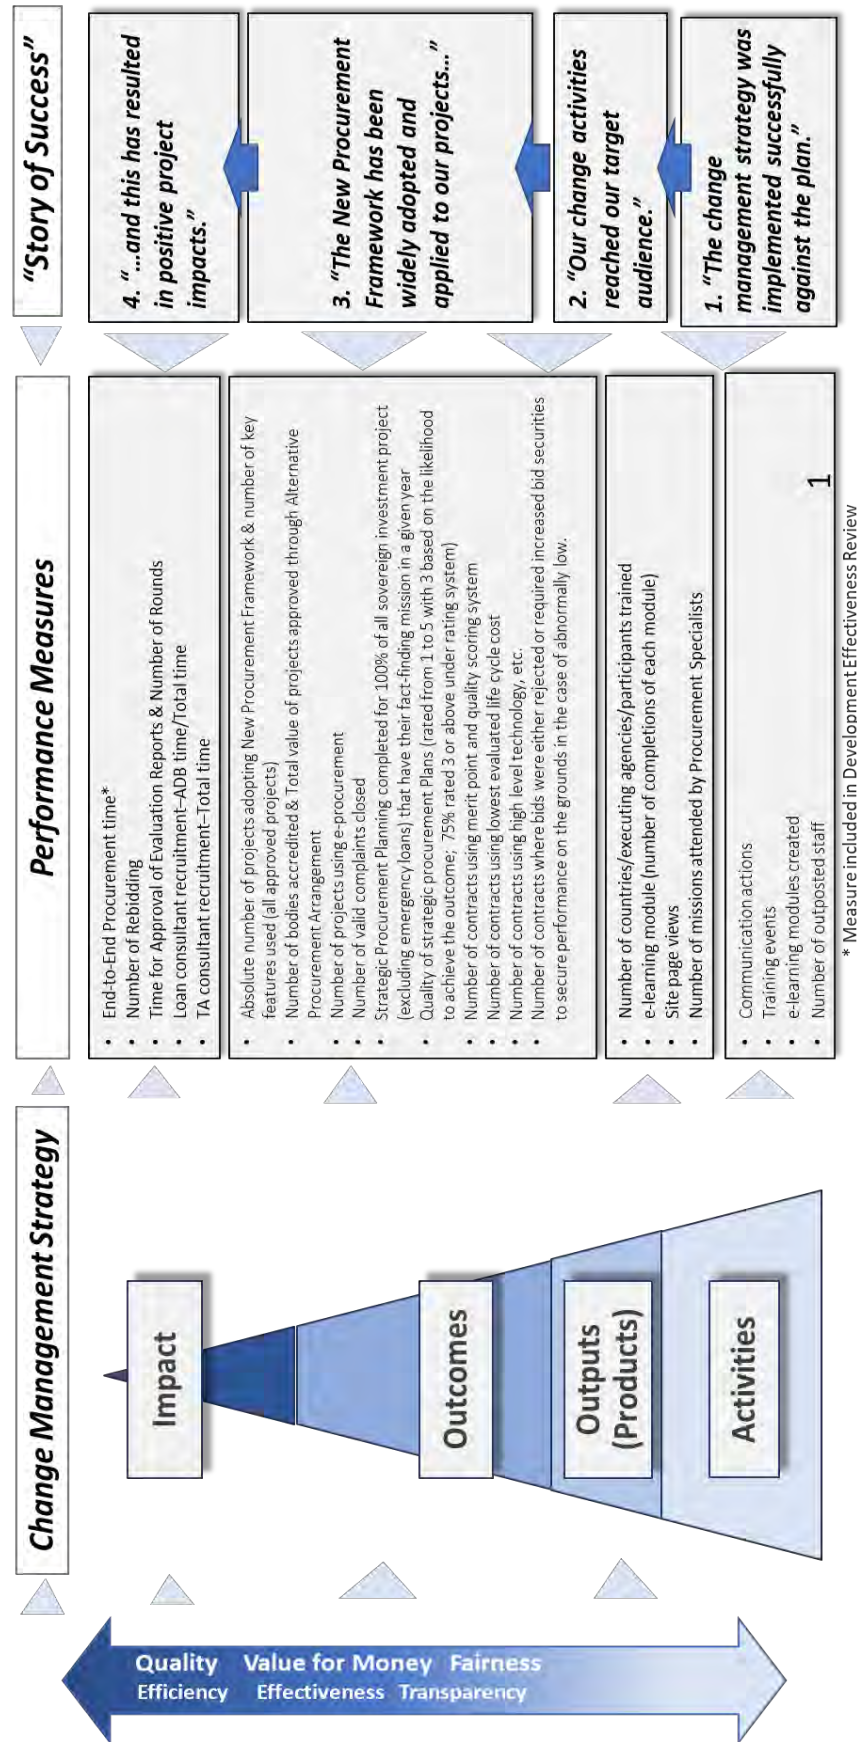 Quality Value for Money Fairness
Efficiency Effectiveness Transparency
Change Management Strategy
Impact
Outcomes
Outputs
(Products)
Activities
Performance Measures
• End-to-End Procurement time*
• Number of Rebidding
• Time for Approval of Evaluation Reports & Number of Rounds
• Loan consultant recruitment–ADB time/Total time
• TA consultant recruitment–Total time
• Absolute number of projects adopting New Procurement Framework & number of key
features used (all approved projects)
• Number of bodies accredited & Total value of projects approved through Alternative
Procurement Arrangement
• Number of projects using e-procurement
• Number of valid complaints closed
• Strategic Procurement Planning completed for 100% of all sovereign investment project
(excluding emergency loans) that have their fact-finding mission in a given year
• Quality of strategic procurement Plans (rated from 1 to 5 with 3 based on the likelihood
to achieve the outcome; 75% rated 3 or above under rating system)
• Number of contracts using merit point and quality scoring system
• Number of contracts using lowest evaluated life cycle cost
• Number of contracts using high level technology, etc.
• Number of contracts where bids were either rejected or required increased bid securities
to secure performance on the grounds in the case of abnormally low.
• Number of countries/executing agencies/participants trained
• e-learning module (number of completions of each module)
• Site page views
• Number of missions attended by Procurement Specialists
• Communication actions
• Training events
• e-learning modules created
• Number of outposted staff
1
* Measure included in Development Effectiveness Review
"Story of Success"
4. "…and this has resulted
in positive project
impacts."
3. "The New Procurement
Framework has been
widely adopted and
applied to our projects…"
2. "Our change activities
reached our target
audience."
1. "The change
management strategy was
implemented successfully
against the plan."